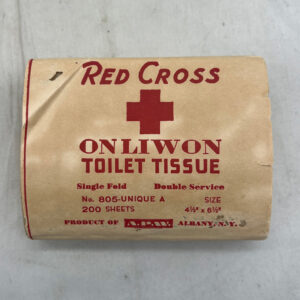 RED CROSS
ONLIWON
TOILET TISSUE
Single Fold Double Service
No. 805-UNIQUE A SIZE
200 SHEETS 4½" x 6½"
PRODUCT OF A.P.W. ALBANY, N.Y.